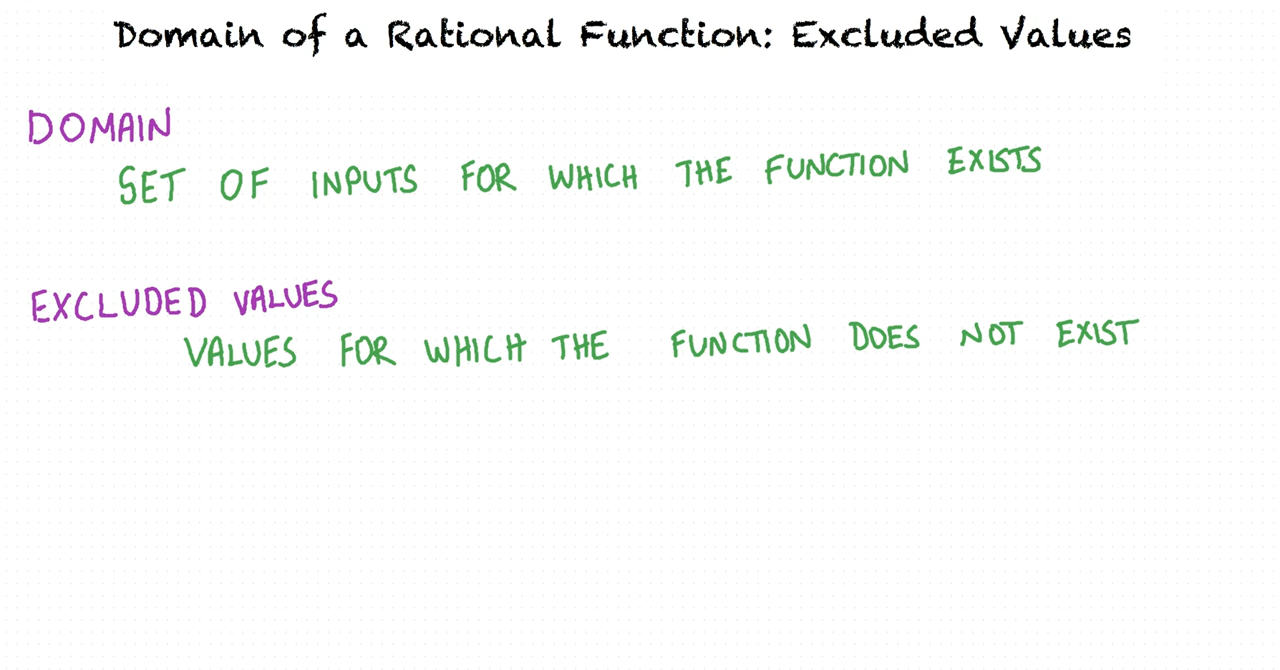 Domain of a Rational Function: Excluded Values
DOMAIN
SET OF INPUTS FOR WHICH THE FUNCTION EXISTS
EXCLUDED VALUES
VALUES FOR WHICH THE FUNCTION DOES NOT EXIST